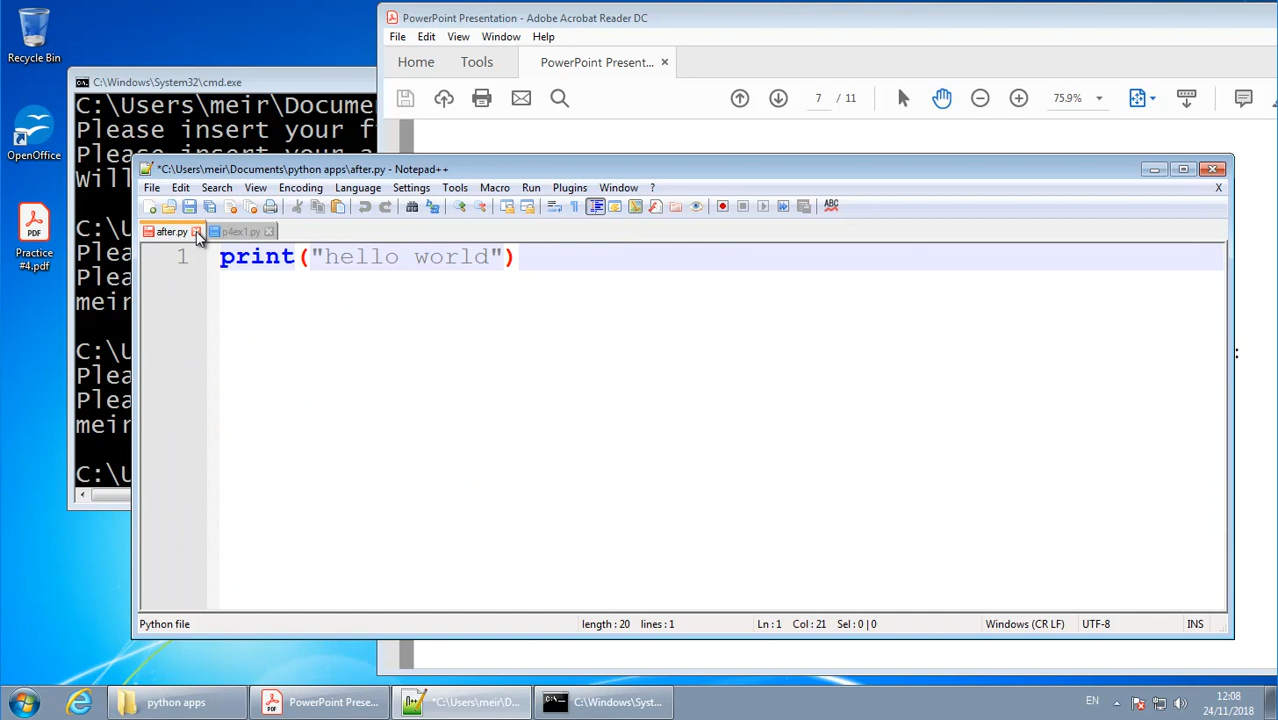 Recycle Bin
OpenOffice
Practice
#4.pdf
PowerPoint Presentation - Adobe Acrobat Reader DC
File Edit View Window Help
Home Tools PowerPoint Present... ×
7 / 11 75.9%
C:\Windows\System32\cmd.exe
C:\Users\meir\Docume
Please insert your f
Please insert your a
Will
C:\U
Plea
Plea
meir
C:\U
Plea
Plea
meir
C:\U
*C:\Users\meir\Documents\python apps\after.py - Notepad++
File Edit Search View Encoding Language Settings Tools Macro Run Plugins Window ? X
ABC
after.py p4ex1.py
1 print("hello world")
:
Python file length: 20 lines: 1 Ln: 1 Col: 21 Sel: 0 | 0 Windows (CR LF) UTF-8 INS
python apps PowerPoint Prese... *C:\Users\meir\D... C:\Windows\Syst... EN 12:08
24/11/2018